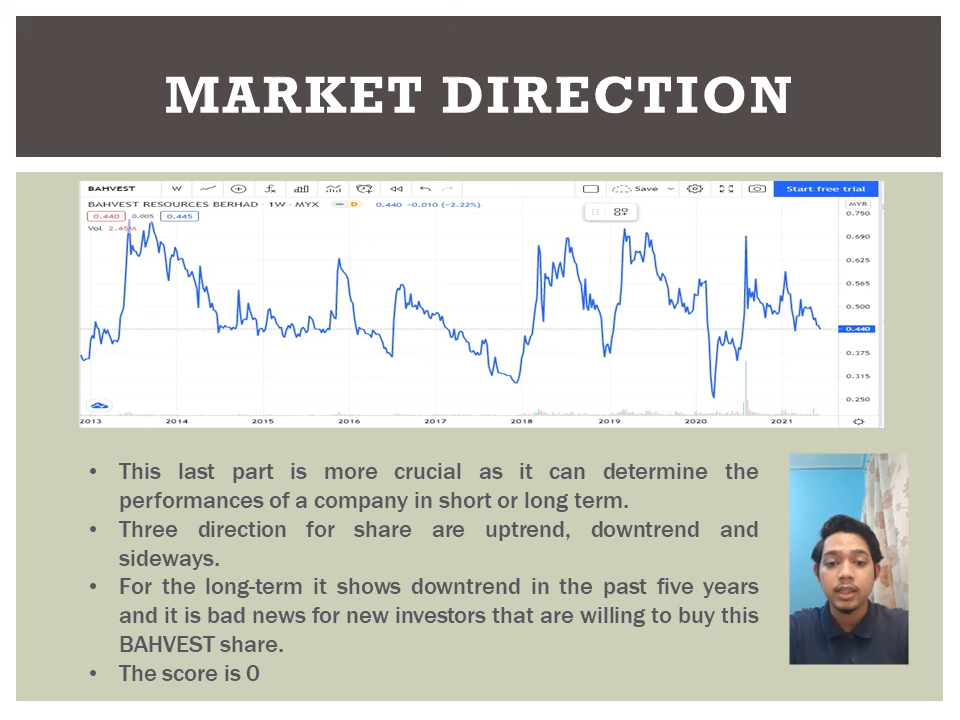 MARKET DIRECTION
BAHVEST W Save Start free trial
BAHVEST RESOURCES BERHAD · 1W · MYX D 0.440 −0.010 (−2.22%) MYR
0.440 0.005 0.445 0.750
Vol 2.45M
0.690
0.625
0.565
0.500
0.440
0.375
0.315
0.250
2013 2014 2015 2016 2017 2018 2019 2020 2021
• This last part is more crucial as it can determine the
performances of a company in short or long term.
• Three direction for share are uptrend, downtrend and
sideways.
• For the long-term it shows downtrend in the past five years
and it is bad news for new investors that are willing to buy this
BAHVEST share.
• The score is 0